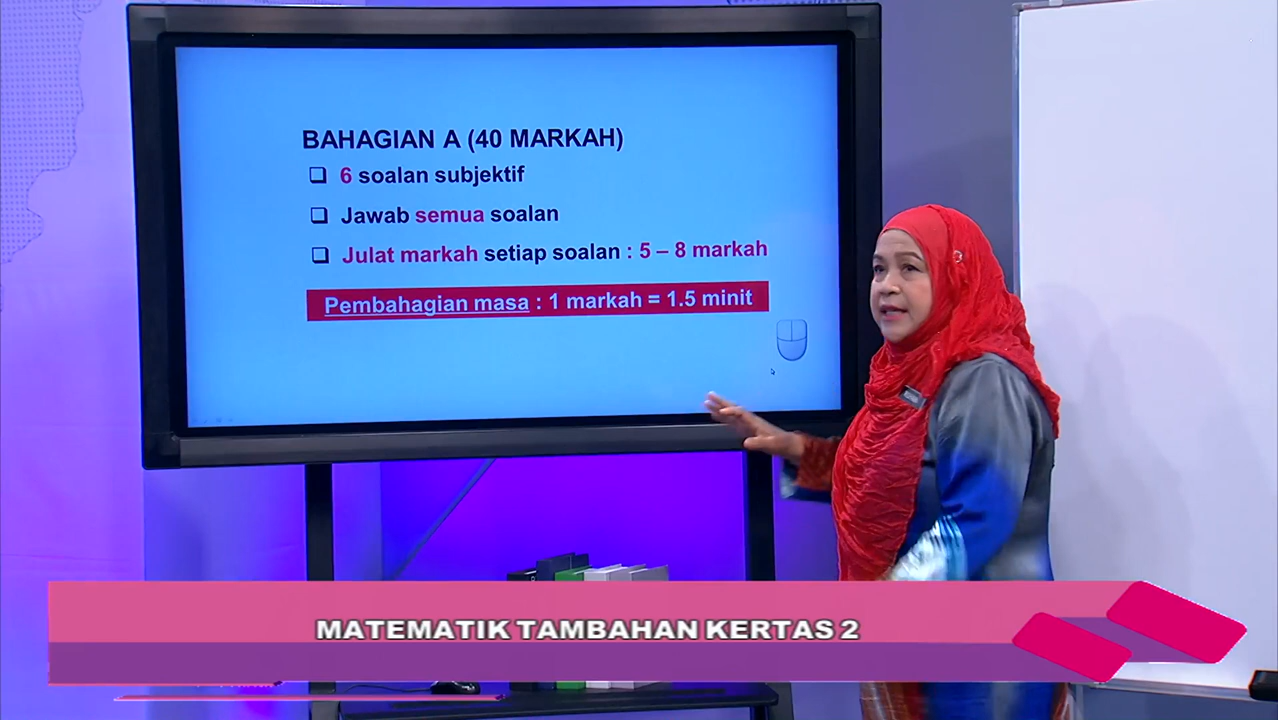 BAHAGIAN A (40 MARKAH)
6 soalan subjektif
Jawab semua soalan
Julat markah setiap soalan : 5 – 8 markah
Pembahagian masa : 1 markah = 1.5 minit
MATEMATIK TAMBAHAN KERTAS 2